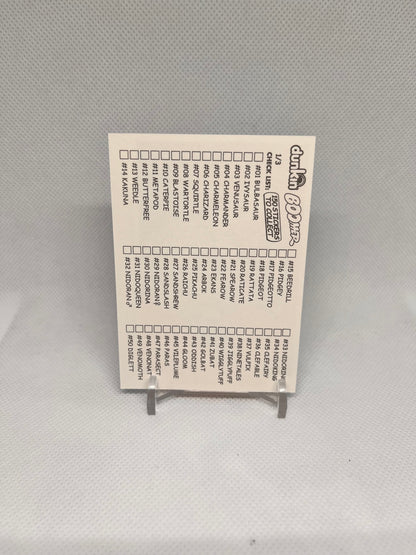 dunkin BOOMER
1/3
CHECK LIST:
150 STICKERS
TO COLLECT
#01 BULBASAUR
#02 IVYSAUR
#03 VENUSAUR
#04 CHARMANDER
#05 CHARMELEON
#06 CHARIZARD
#07 SQUIRTLE
#08 WARTORTLE
#09 BLASTOISE
#10 CATERPIE
#11 METAPOD
#12 BUTTERFREE
#13 WEEDLE
#14 KAKUNA
#15 BEEDRILL
#16 PIDGEY
#17 PIDGEOTTO
#18 PIDGEOT
#19 RATTATA
#20 RATICATE
#21 SPEAROW
#22 FEAROW
#23 EKANS
#24 ARBOX
#25 PIKACHU
#26 RAICHU
#27 SANDSHREW
#28 SANDSLASH
#29 NIDORAN♀
#30 NIDORINA
#31 NIDOQUEEN
#32 NIDORAN♂
#33 NIDORINO
#34 NIDOKING
#35 CLEFAIRY
#36 CLEFABLE
#37 VULPIX
#38 NINETALES
#39 JIGGLYPUFF
#40 WIGGLYTUFF
#41 ZUBAT
#42 GOLBAT
#43 ODDISH
#44 GLOOM
#45 VILEPLUME
#46 PARAS
#47 PARASECT
#48 VENONAT
#49 VENOMOTH
#50 DIGLETT